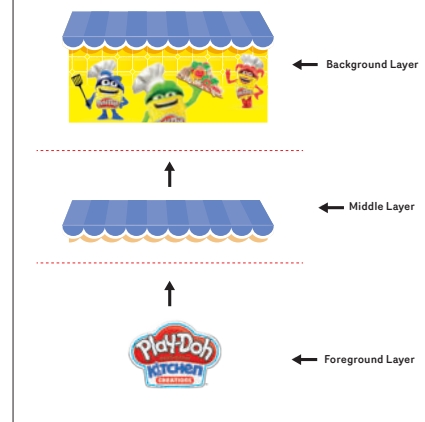 Background Layer
Middle Layer
Foreground Layer
PLAY-DOH
KITCHEN
CREATIONS